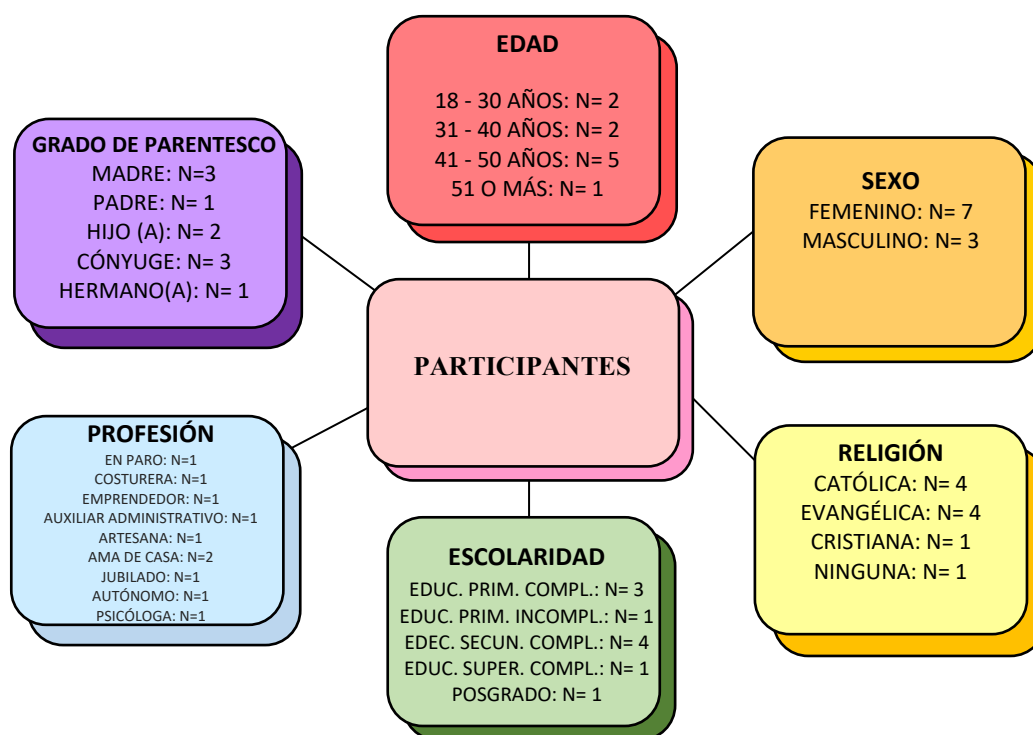 EDAD
18 - 30 AÑOS: N= 2
31 - 40 AÑOS: N= 2
41 - 50 AÑOS: N= 5
51 O MÁS: N= 1
GRADO DE PARENTESCO
MADRE: N=3
PADRE: N= 1
HIJO (A): N= 2
CÓNYUGE: N= 3
HERMANO(A): N= 1
SEXO
FEMENINO: N= 7
MASCULINO: N= 3
PARTICIPANTES
PROFESIÓN
EN PARO: N=1
COSTURERA: N=1
EMPRENDEDOR: N=1
AUXILIAR ADMINISTRATIVO: N=1
ARTESANA: N=1
AMA DE CASA: N=2
JUBILADO: N=1
AUTÓNOMO: N=1
PSICÓLOGA: N=1
ESCOLARIDAD
EDUC. PRIM. COMPL.: N= 3
EDUC. PRIM. INCOMPL.: N= 1
EDEC. SECUN. COMPL.: N= 4
EDUC. SUPER. COMPL.: N= 1
POSGRADO: N= 1
RELIGIÓN
CATÓLICA: N= 4
EVANGÉLICA: N= 4
CRISTIANA: N= 1
NINGUNA: N= 1